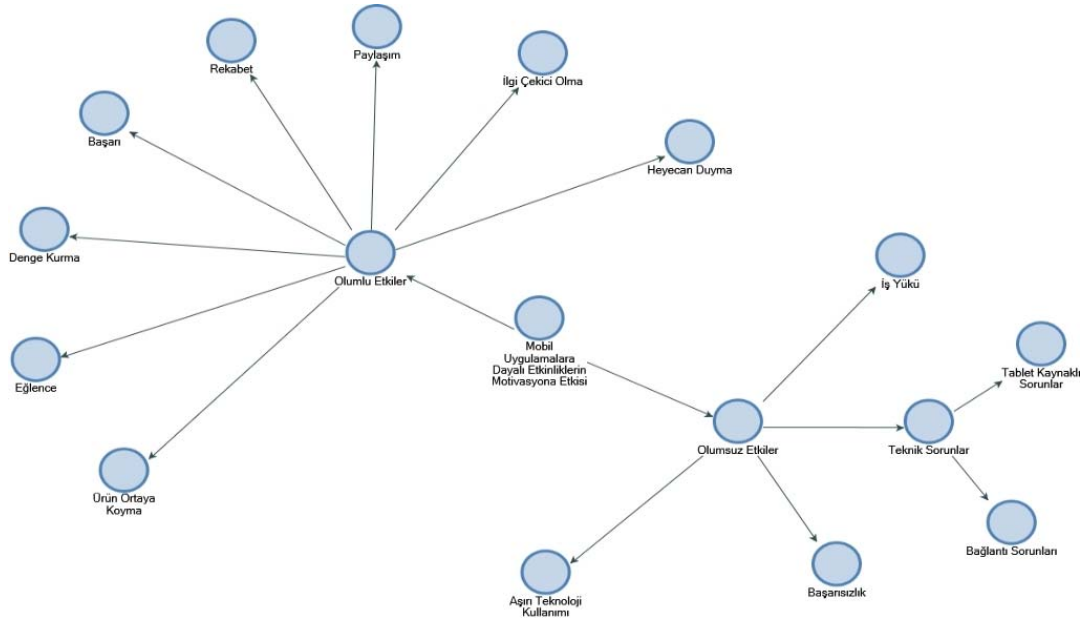 Paylaşım
Rekabet
İlgi Çekici Olma
Başarı
Heyecan Duyma
Denge Kurma
Olumlu Etkiler
İş Yükü
Mobil
Uygulamalara
Dayalı Etkinliklerin
Motivasyona Etkisi
Tablet Kaynaklı
Sorunlar
Eğlence
Olumsuz Etkiler
Teknik Sorunlar
Ürün Ortaya
Koyma
Bağlantı Sorunları
Başarısızlık
Aşırı Teknoloji
Kullanımı